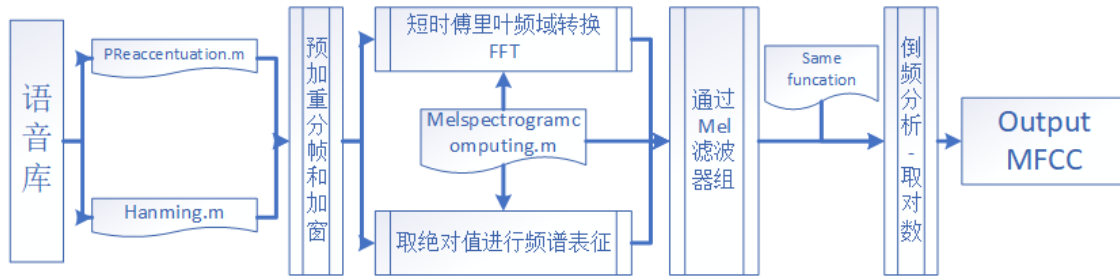 语音库
PReaccentuation.m
Hanming.m
预加重分帧和加窗
短时傅里叶频域转换
FFT
Melspectrogramc
omputing.m
取绝对值进行频谱表征
通过
Mel
滤波
器组
Same
funcation
倒频分析-取对数
Output
MFCC